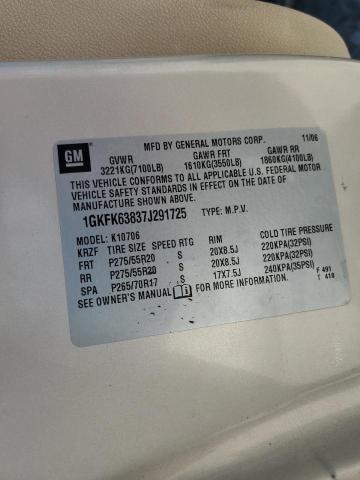 GM
MFD BY GENERAL MOTORS CORP. 11/06
GVWR GAWR FRT GAWR RR
3221KG(7100LB) 1610KG(3550LB) 1860KG(4100LB)
THIS VEHICLE CONFORMS TO ALL APPLICABLE U.S. FEDERAL MOTOR
VEHICLE SAFETY STANDARDS IN EFFECT ON THE DATE OF
MANUFACTURE SHOWN ABOVE.
1GKFK63837J291725 TYPE: M.P.V.
MODEL: K10706
KRZF TIRE SIZE SPEED RTG RIM COLD TIRE PRESSURE
FRT P275/55R20 S 20X8.5J 220KPA(32PSI)
RR P275/55R20 S 20X8.5J 220KPA(32PSI)
SPA P265/70R17 S 17X7.5J 240KPA(35PSI) F 491
SEE OWNER'S MANUAL FOR MORE INFORMATION. T 418